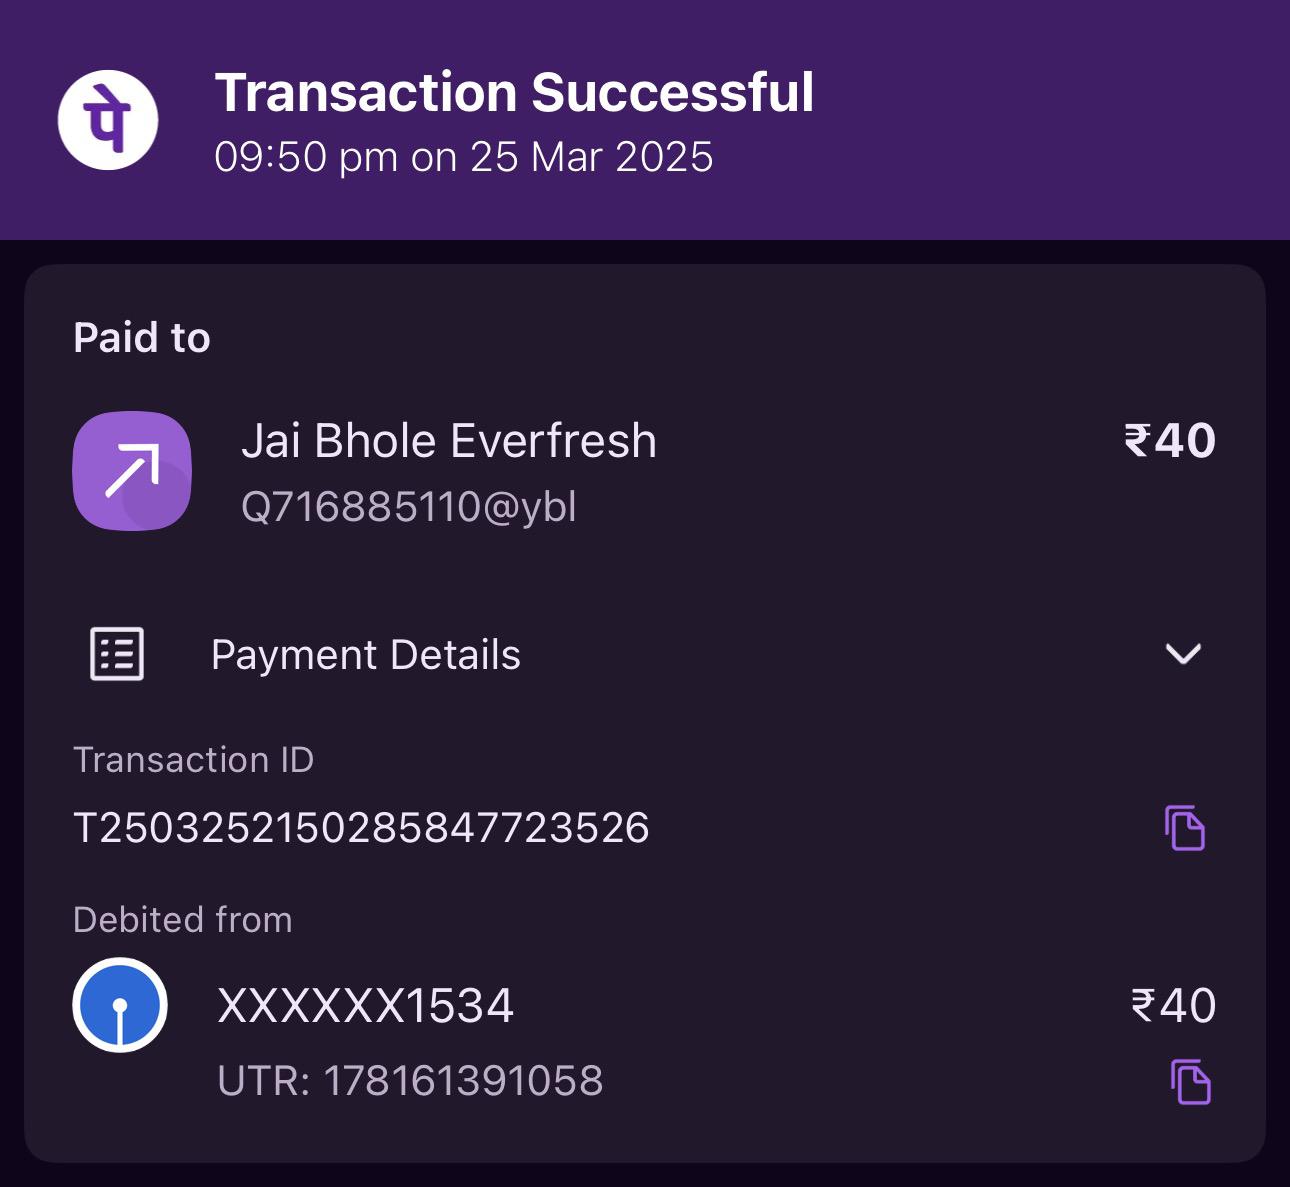 पे
Transaction Successful
09:50 pm on 25 Mar 2025
Paid to
Jai Bhole Everfresh
₹40
Q716885110@ybl
Payment Details
Transaction ID
T2503252150285847723526
Debited from
XXXXXX1534
₹40
UTR: 178161391058